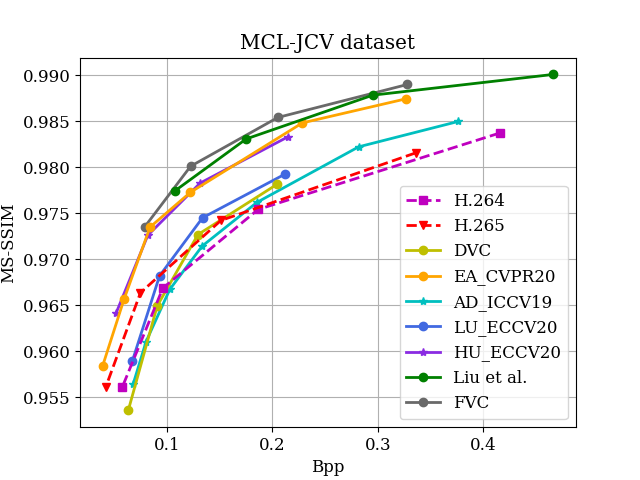 MCL-JCV dataset
MS-SSIM
0.990
0.985
0.980
0.975
0.970
0.965
0.960
0.955
H.264
H.265
DVC
EA_CVPR20
AD_ICCV19
LU_ECCV20
HU_ECCV20
Liu et al.
FVC
0.1 0.2 0.3 0.4
Bpp